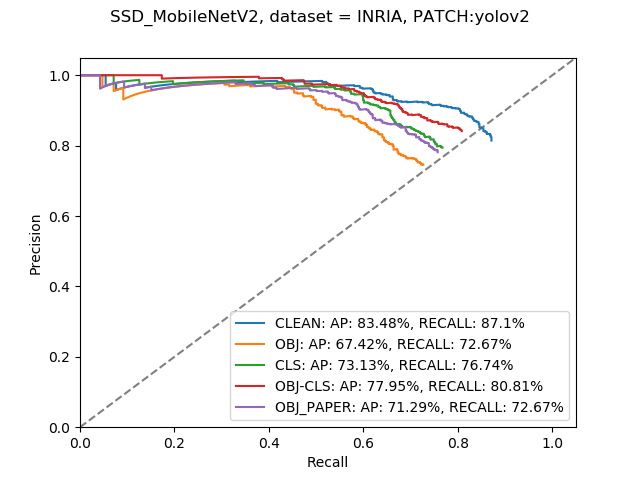 SSD_MobileNetV2, dataset = INRIA, PATCH:yolov2
Precision
1.0
0.8
0.6
0.4
0.2
0.0
CLEAN: AP: 83.48%, RECALL: 87.1%
OBJ: AP: 67.42%, RECALL: 72.67%
CLS: AP: 73.13%, RECALL: 76.74%
OBJ-CLS: AP: 77.95%, RECALL: 80.81%
OBJ_PAPER: AP: 71.29%, RECALL: 72.67%
0.0 0.2 0.4 0.6 0.8 1.0
Recall